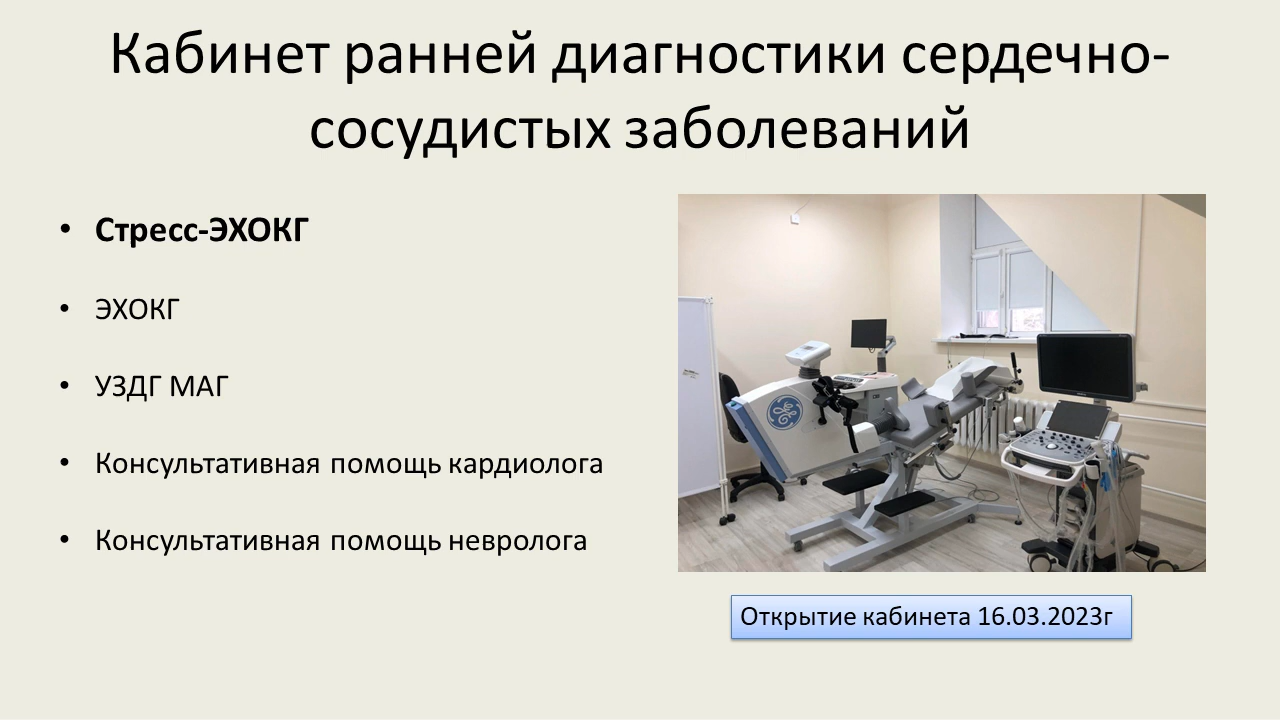 Кабинет ранней диагностики сердечно-
сосудистых заболеваний
• Стресс-ЭХОКГ
• ЭХОКГ
• УЗДГ МАГ
• Консультативная помощь кардиолога
• Консультативная помощь невролога
Открытие кабинета 16.03.2023г